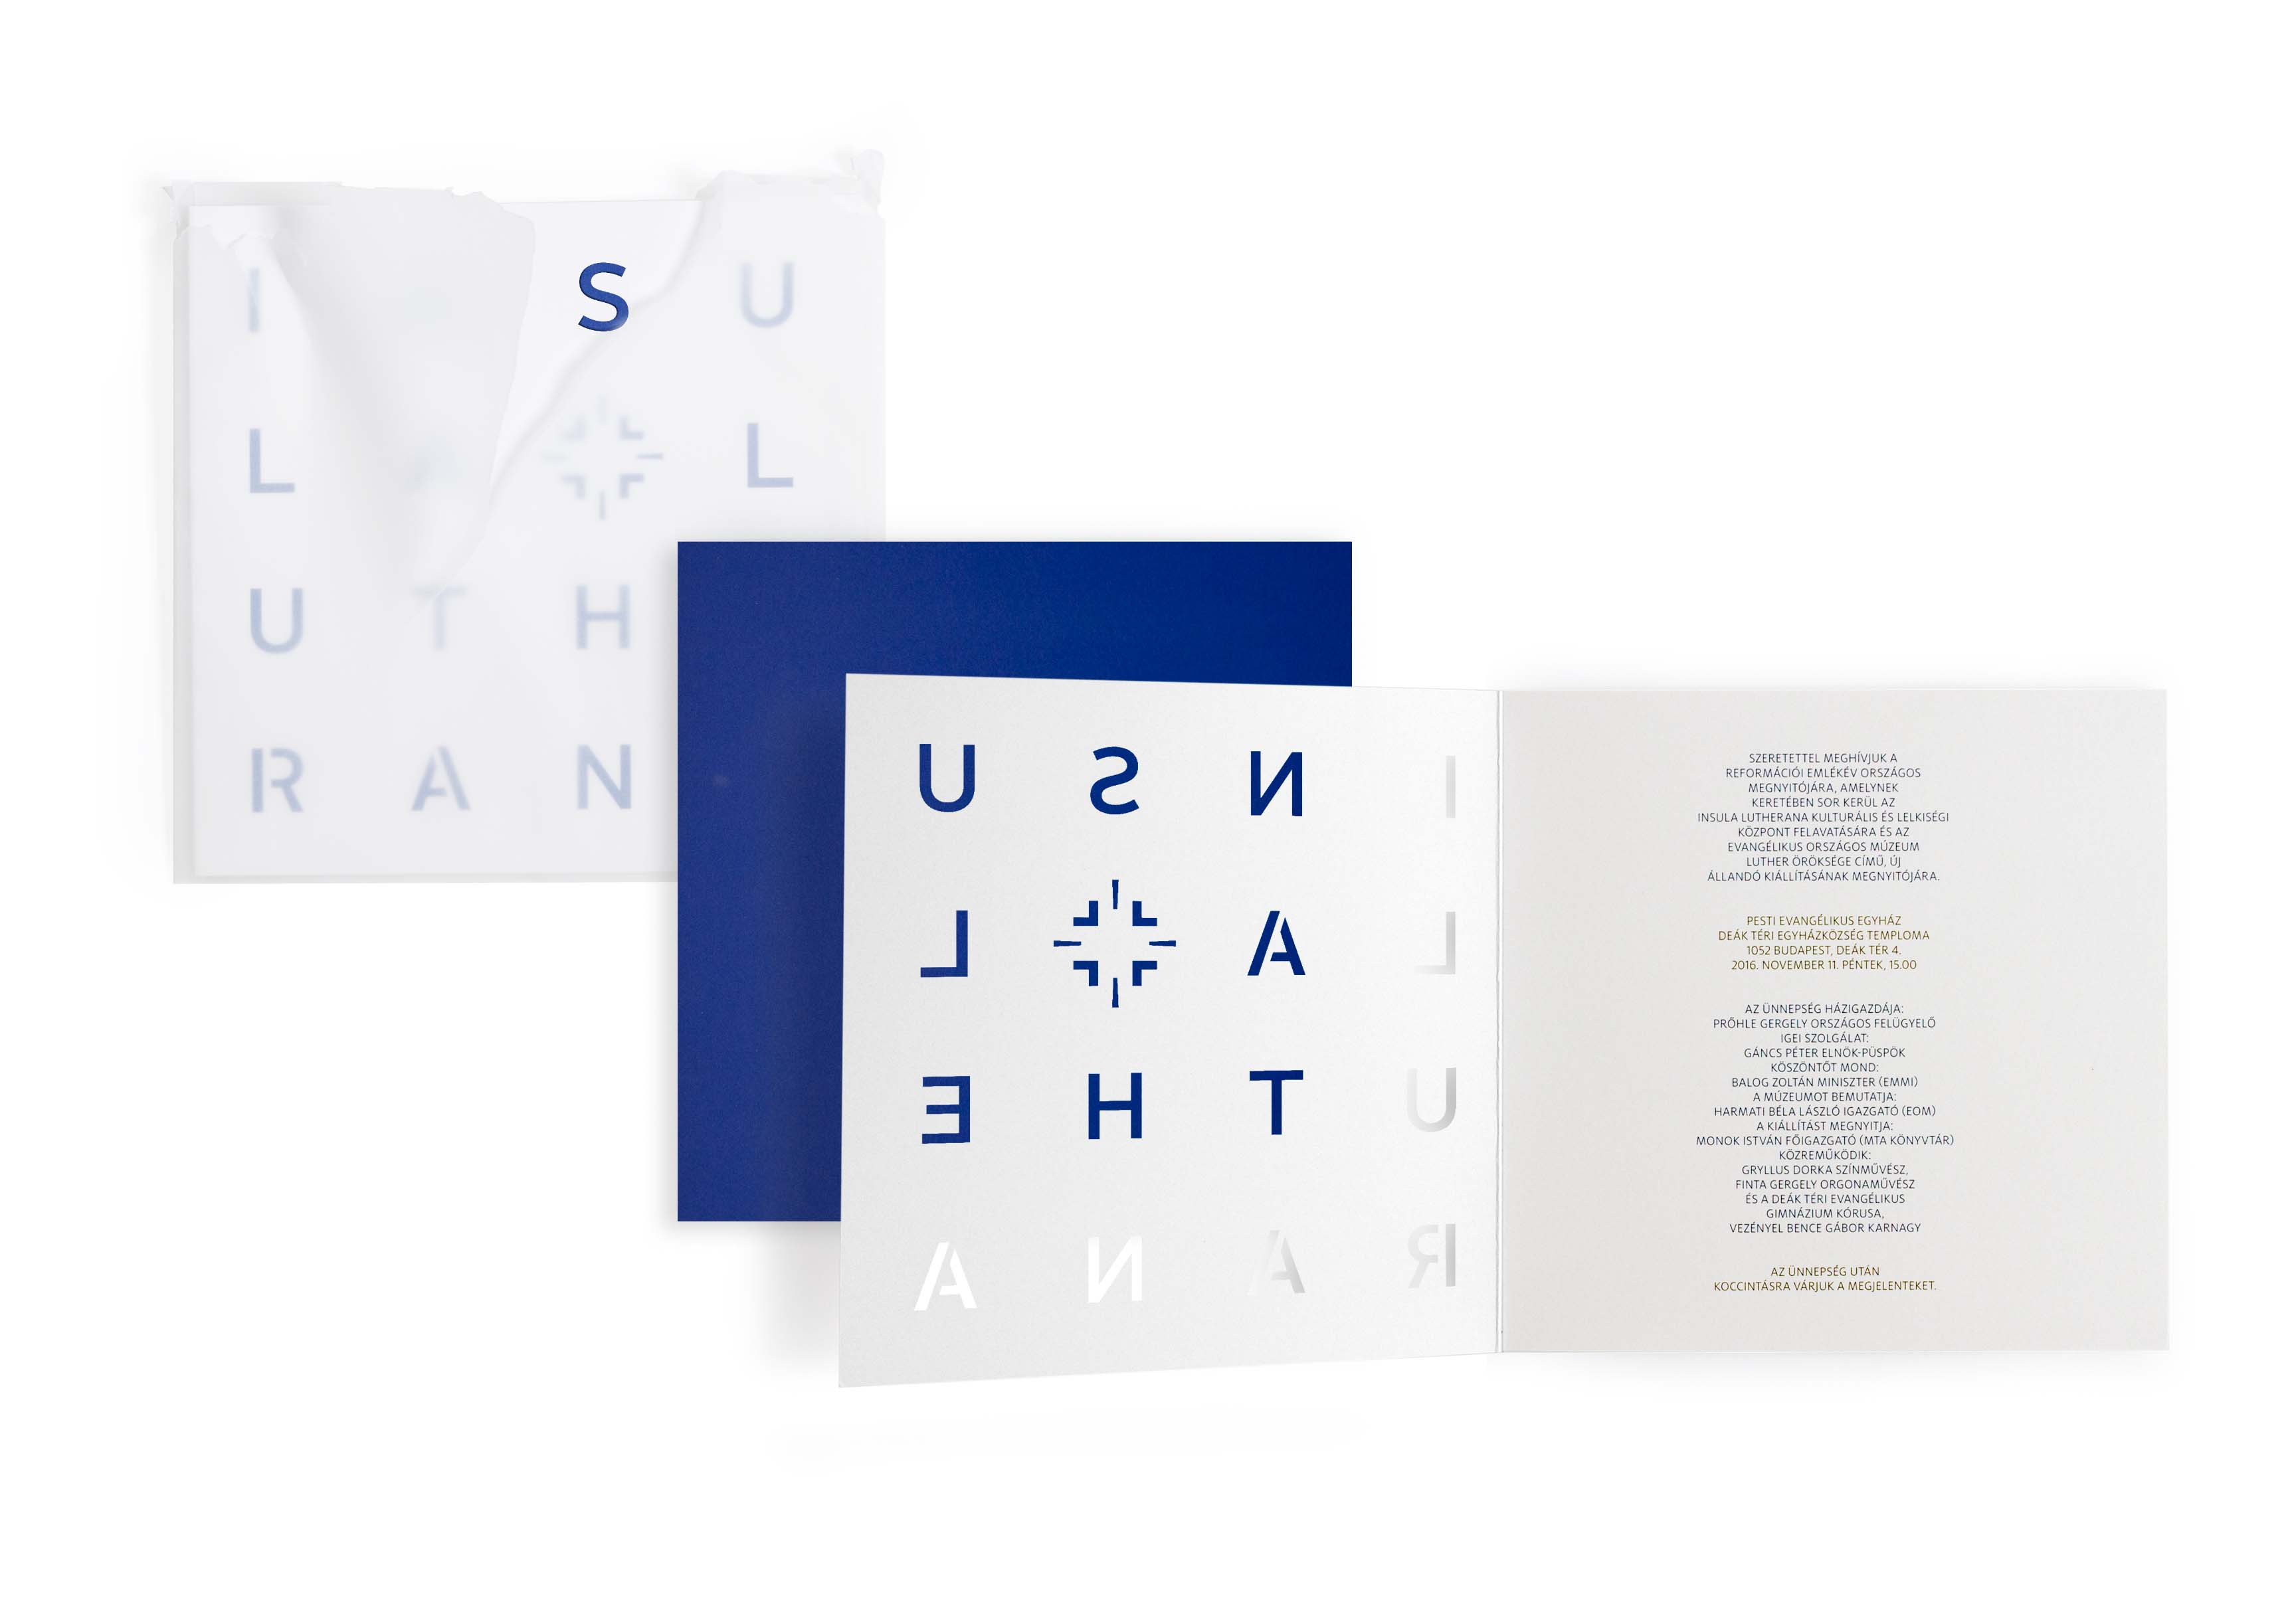 I S U
L L
U T H
R A N
U S N I
L A L
E H T U
A N A R
SZERETETTEL MEGHÍVJUK A
REFORMÁCIÓI EMLÉKÉV ORSZÁGOS
MEGNYITÓJÁRA, AMELYNEK
KERETÉBEN SOR KERÜL AZ
INSULA LUTHERANA KULTURÁLIS ÉS LELKISÉGI
KÖZPONT FELAVATÁSÁRA ÉS AZ
EVANGÉLIKUS ORSZÁGOS MÚZEUM
LUTHER ÖRÖKSÉGE CÍMŰ, ÚJ
ÁLLANDÓ KIÁLLÍTÁSÁNAK MEGNYITÓJÁRA.
PESTI EVANGÉLIKUS EGYHÁZ
DEÁK TÉRI EGYHÁZKÖZSÉG TEMPLOMA
1052 BUDAPEST, DEÁK TÉR 4.
2016. NOVEMBER 11. PÉNTEK, 15.00
AZ ÜNNEPSÉG HÁZIGAZDÁJA:
PRŐHLE GERGELY ORSZÁGOS FELÜGYELŐ
IGEI SZOLGÁLAT:
GÁNCS PÉTER ELNÖK-PÜSPÖK
KÖSZÖNTŐT MOND:
BALOG ZOLTÁN MINISZTER (EMMI)
A MÚZEUMOT BEMUTATJA:
HARMATI BÉLA LÁSZLÓ IGAZGATÓ (EOM)
A KIÁLLÍTÁST MEGNYITJA:
MONOK ISTVÁN FŐIGAZGATÓ (MTA KÖNYVTÁR)
KÖZREMŰKÖDIK:
GRYLLUS DORKA SZÍNMŰVÉSZ,
FINTA GERGELY ORGONAMŰVÉSZ
ÉS A DEÁK TÉRI EVANGÉLIKUS
GIMNÁZIUM KÓRUSA,
VEZÉNYEL BENCE GÁBOR KARNAGY
AZ ÜNNEPSÉG UTÁN
KOCCINTÁSRA VÁRJUK A MEGJELENTEKET.